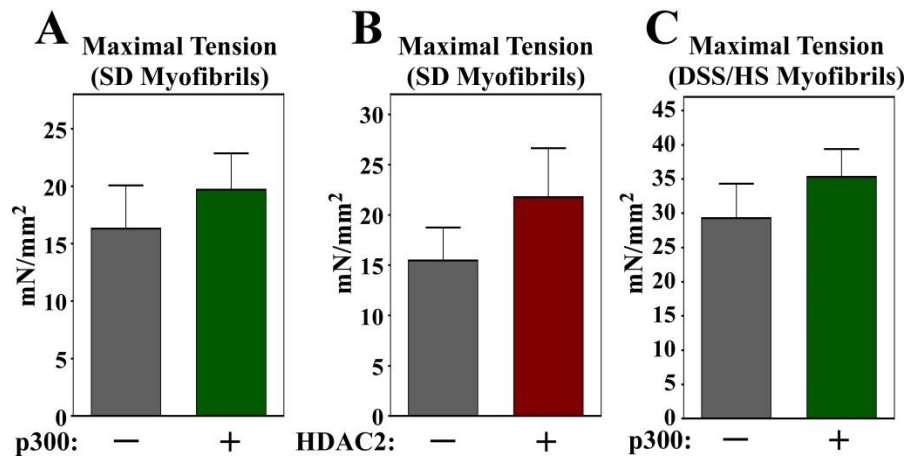 A
Maximal Tension
(SD Myofibrils)
mN/mm²
25
20
15
10
5
0
p300: — +
B
Maximal Tension
(SD Myofibrils)
mN/mm²
30
25
20
15
10
5
0
HDAC2: — +
C
Maximal Tension
(DSS/HS Myofibrils)
mN/mm²
45
40
35
30
25
20
15
10
5
0
p300: — +